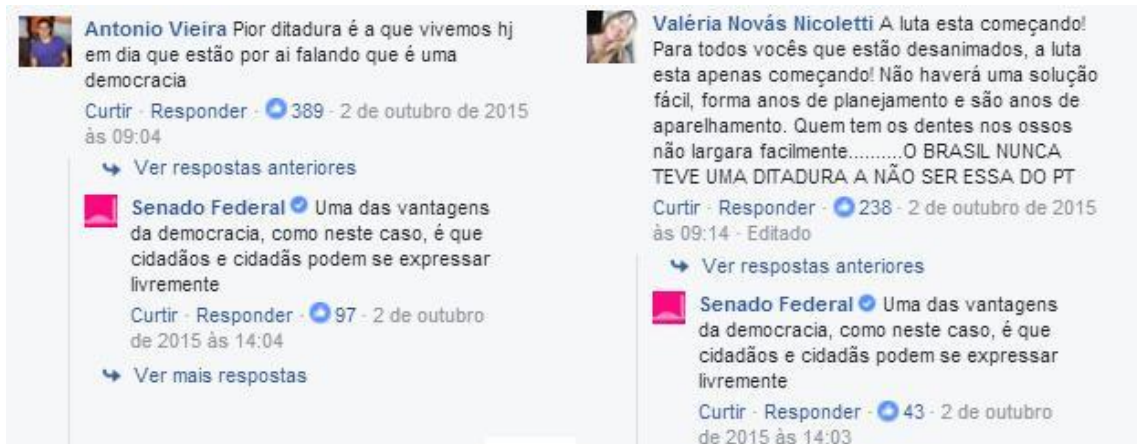 Antonio Vieira Pior ditadura é a que vivemos hj
em dia que estão por ai falando que é uma
democracia
Curtir · Responder · 389 · 2 de outubro de 2015
às 09:04
Ver respostas anteriores
Senado Federal Uma das vantagens
da democracia, como neste caso, é que
cidadãos e cidadãs podem se expressar
livremente
Curtir · Responder · 97 · 2 de outubro
de 2015 às 14:04
Ver mais respostas
Valéria Novás Nicoletti A luta esta começando!
Para todos vocês que estão desanimados, a luta
esta apenas começando! Não haverá uma solução
fácil, forma anos de planejamento e são anos de
aparelhamento. Quem tem os dentes nos ossos
não largara facilmente..........O BRASIL NUNCA
TEVE UMA DITADURA A NÃO SER ESSA DO PT
Curtir · Responder · 238 · 2 de outubro de 2015
às 09:14 · Editado
Ver respostas anteriores
Senado Federal Uma das vantagens
da democracia, como neste caso, é que
cidadãos e cidadãs podem se expressar
livremente
Curtir · Responder · 43 · 2 de outubro
de 2015 às 14:03